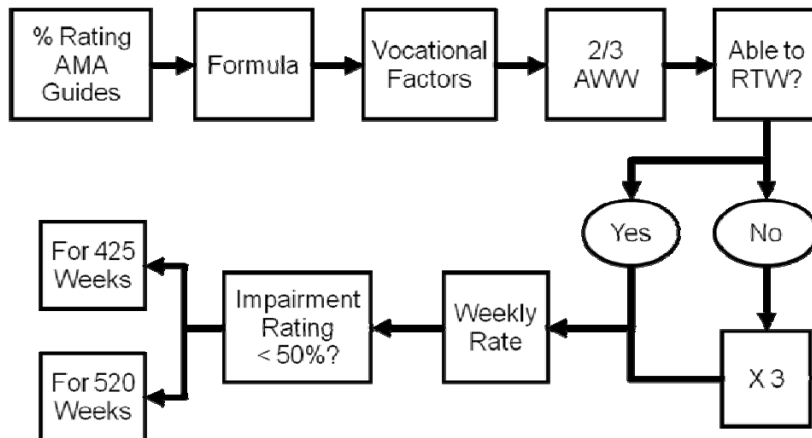 % Rating
AMA
Guides
Formula
Vocational
Factors
2/3
AWW
Able to
RTW?
Yes
No
For 425
Weeks
Impairment
Rating
< 50%?
Weekly
Rate
X 3
For 520
Weeks